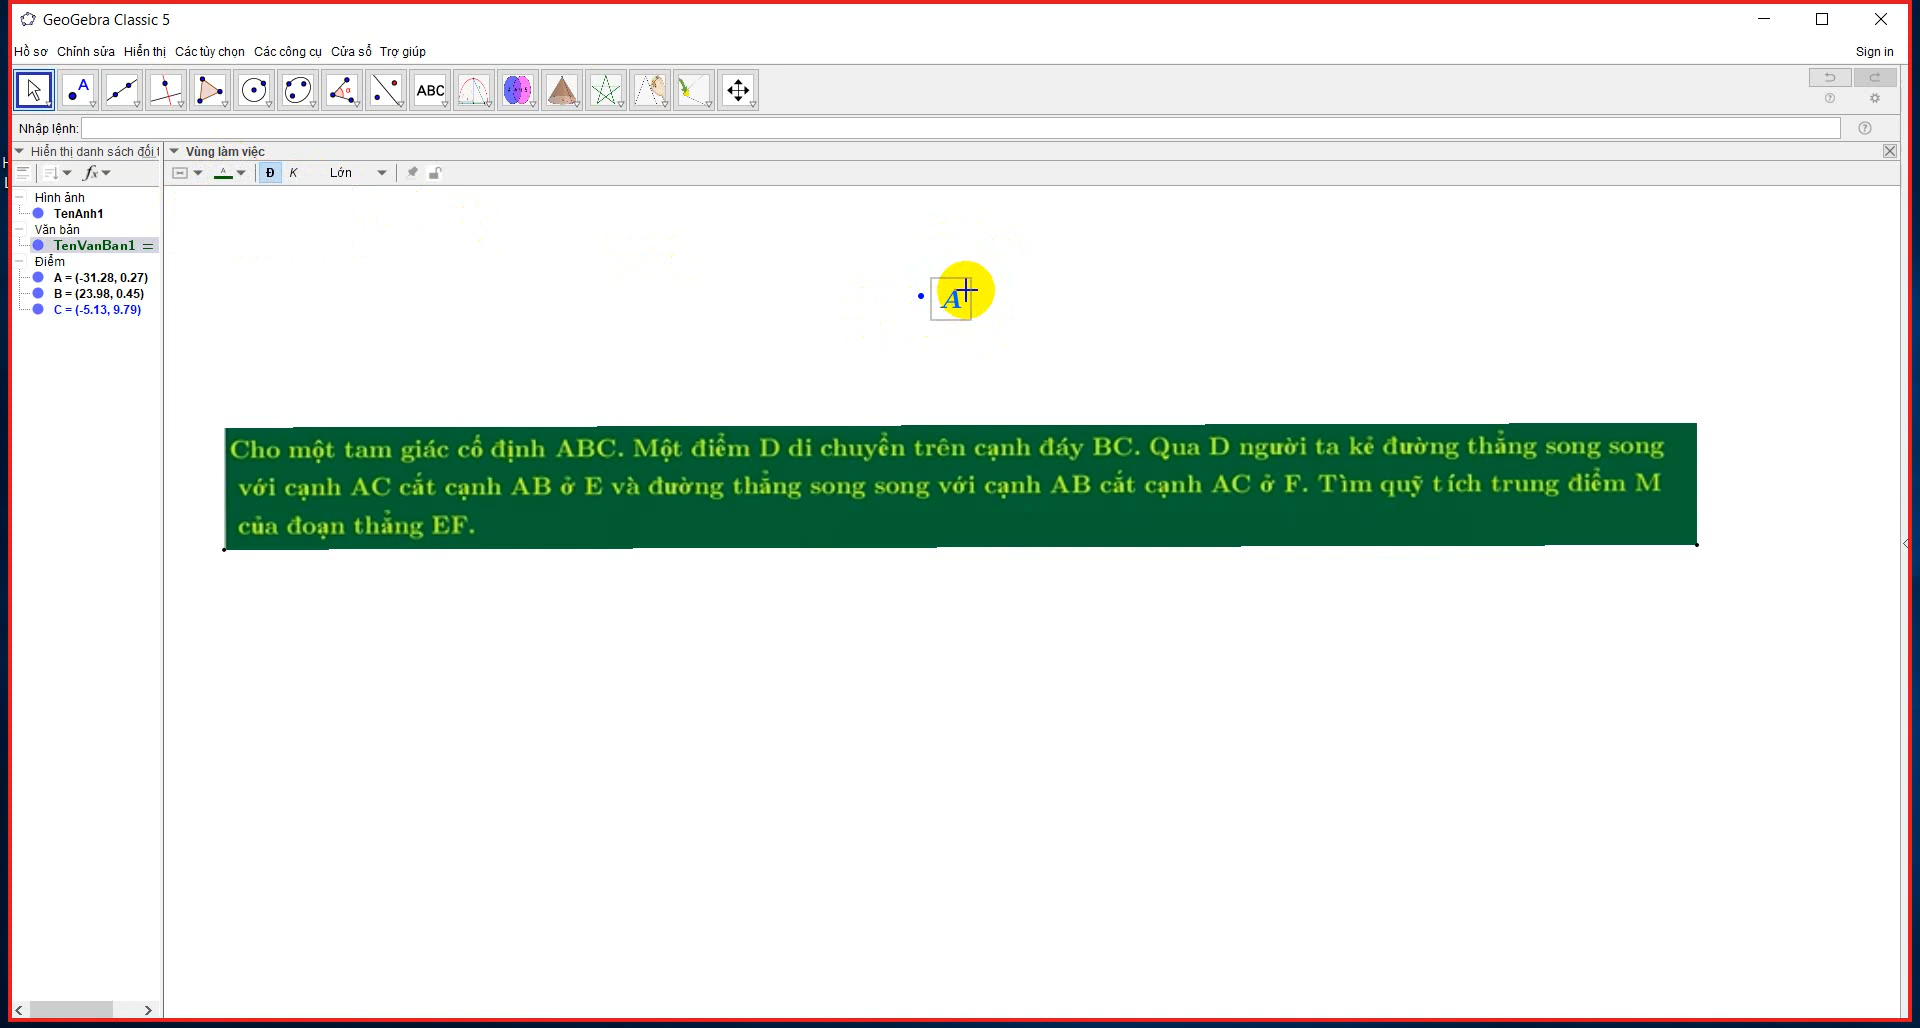 GeoGebra Classic 5
Hồ sơ Chỉnh sửa Hiển thị Các tùy chọn Các công cụ Cửa sổ Trợ giúp
Sign in
A
α
ABC
Nhập lệnh:
Hiển thị danh sách đối t
Vùng làm việc
fx
A
Đ
K
Lớn
Hình ảnh
TenAnh1
Văn bản
TenVanBan1 =
Điểm
A = (-31.28, 0.27)
B = (23.98, 0.45)
C = (-5.13, 9.79)
A
Cho một tam giác cố định ABC. Một điểm D di chuyển trên cạnh đáy BC. Qua D người ta kẻ đường thẳng song song
với cạnh AC cắt cạnh AB ở E và đường thẳng song song với cạnh AB cắt cạnh AC ở F. Tìm quỹ tích trung điểm M
của đoạn thẳng EF.